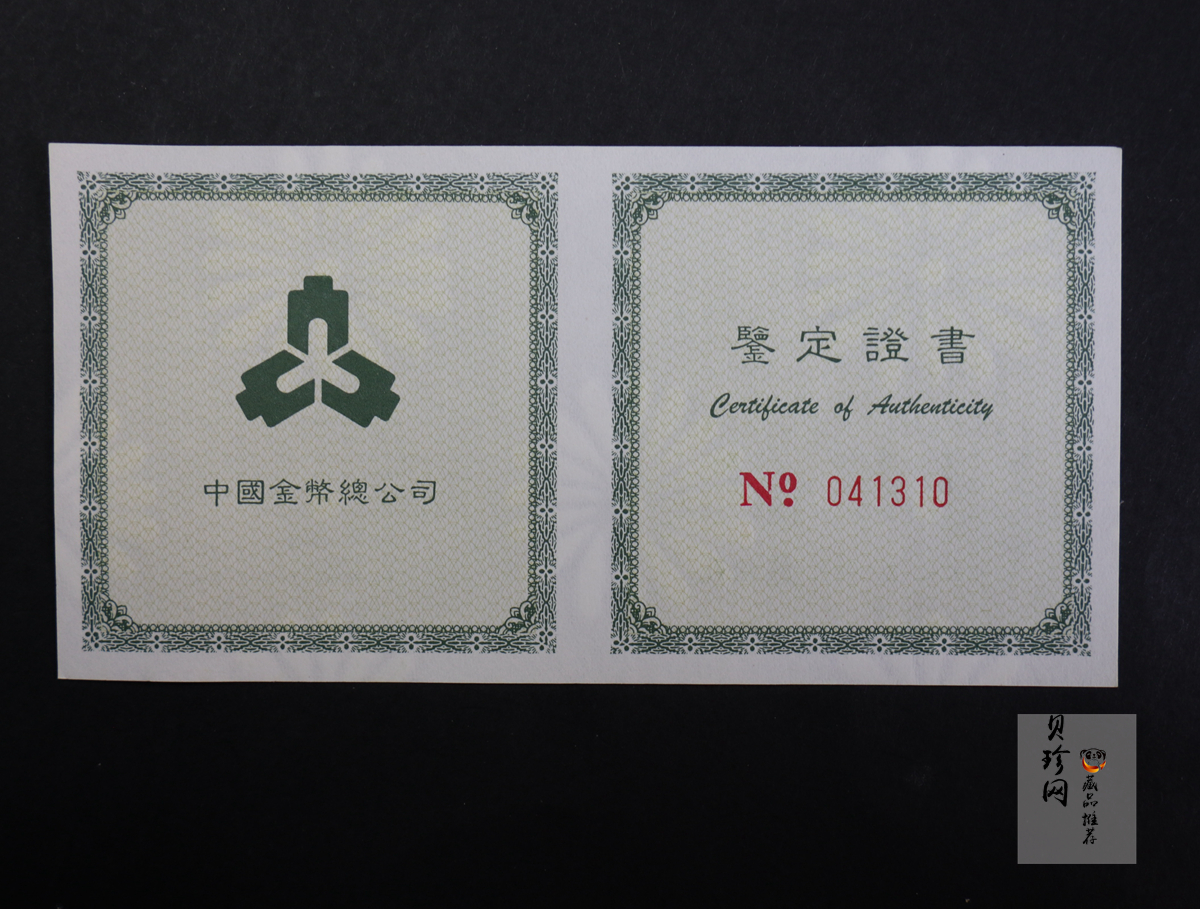 中國金幣總公司
鑒定證書
Certificate of Authenticity
Nº 041310
贝珍网
藏品推荐